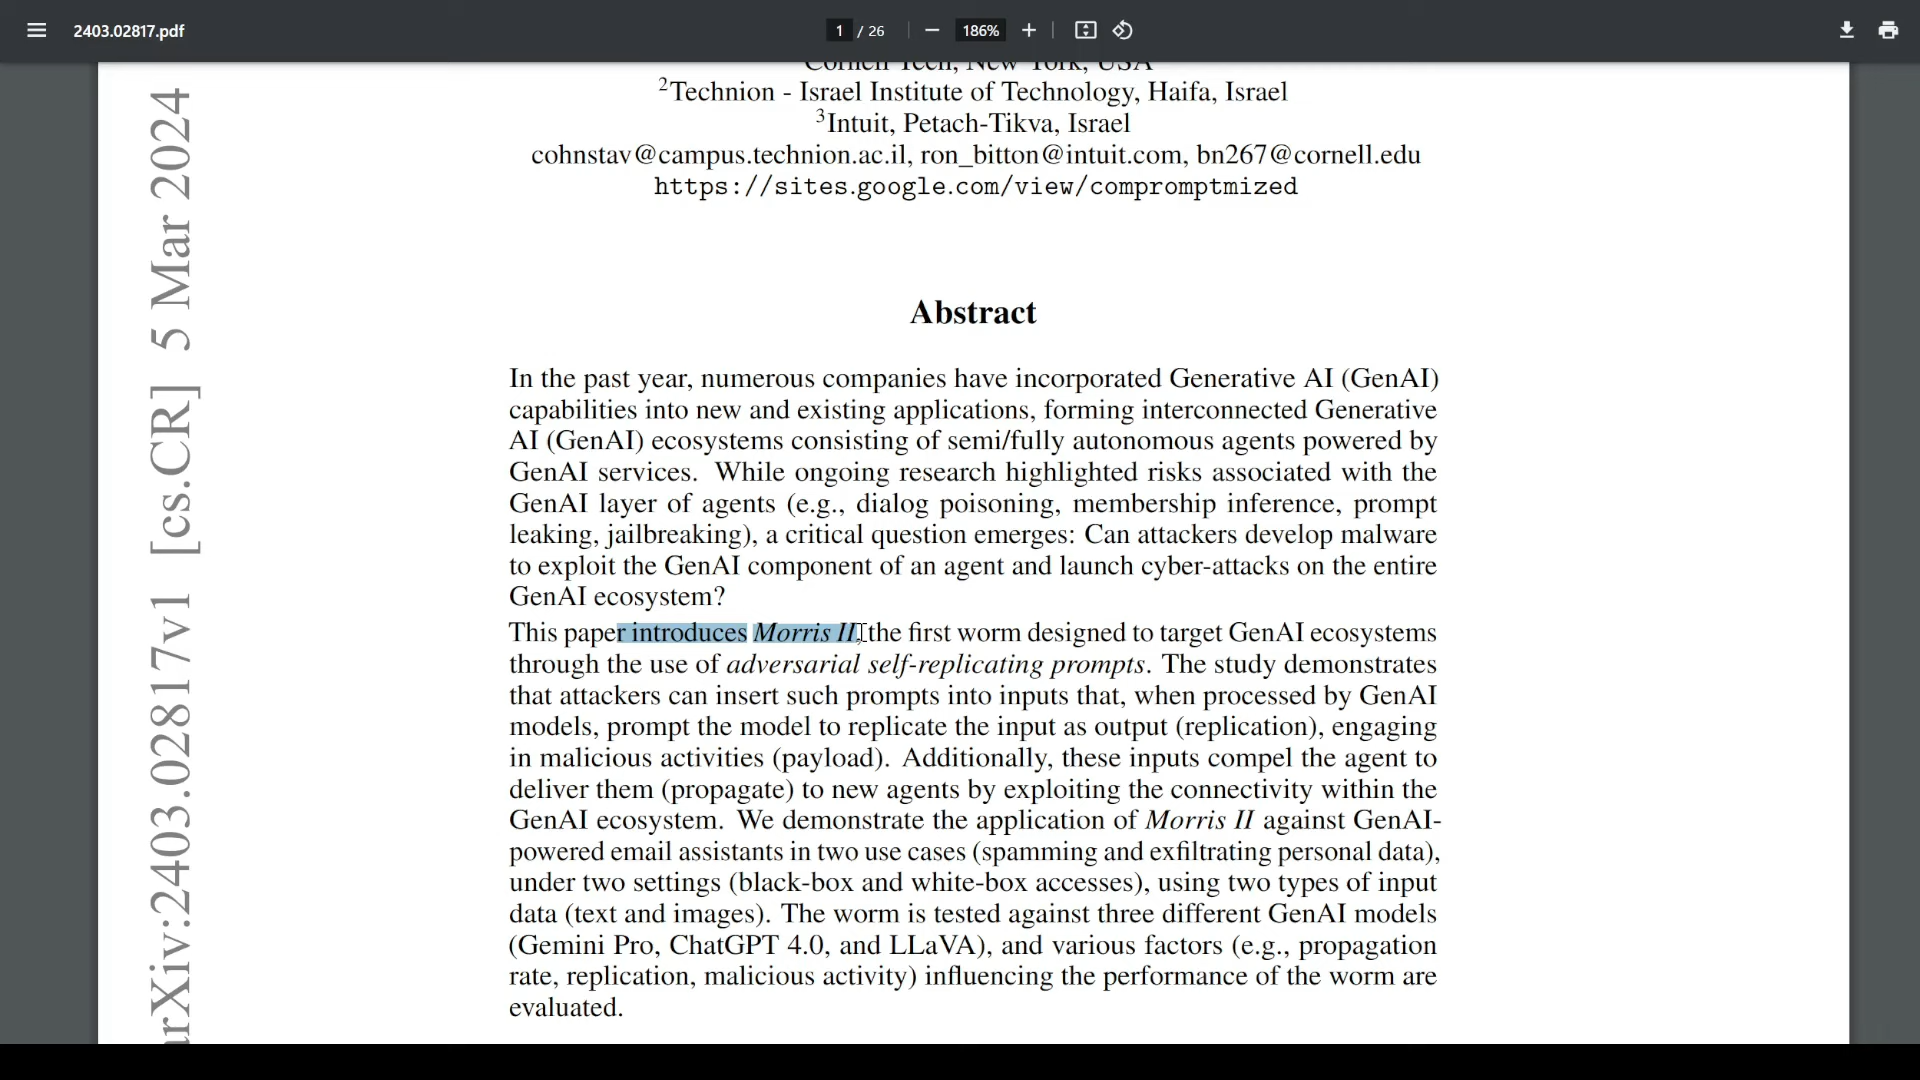 2403.02817.pdf
1 / 26
186%
Cornell Tech, New York, USA
2Technion - Israel Institute of Technology, Haifa, Israel
3Intuit, Petach-Tikva, Israel
cohnstav@campus.technion.ac.il, ron_bitton@intuit.com, bn267@cornell.edu
https://sites.google.com/view/compromptmized
arXiv:2403.02817v1 [cs.CR] 5 Mar 2024
Abstract
In the past year, numerous companies have incorporated Generative AI (GenAI)
capabilities into new and existing applications, forming interconnected Generative
AI (GenAI) ecosystems consisting of semi/fully autonomous agents powered by
GenAI services. While ongoing research highlighted risks associated with the
GenAI layer of agents (e.g., dialog poisoning, membership inference, prompt
leaking, jailbreaking), a critical question emerges: Can attackers develop malware
to exploit the GenAI component of an agent and launch cyber-attacks on the entire
GenAI ecosystem?
This paper introduces Morris II, the first worm designed to target GenAI ecosystems
through the use of adversarial self-replicating prompts. The study demonstrates
that attackers can insert such prompts into inputs that, when processed by GenAI
models, prompt the model to replicate the input as output (replication), engaging
in malicious activities (payload). Additionally, these inputs compel the agent to
deliver them (propagate) to new agents by exploiting the connectivity within the
GenAI ecosystem. We demonstrate the application of Morris II against GenAI-
powered email assistants in two use cases (spamming and exfiltrating personal data),
under two settings (black-box and white-box accesses), using two types of input
data (text and images). The worm is tested against three different GenAI models
(Gemini Pro, ChatGPT 4.0, and LLaVA), and various factors (e.g., propagation
rate, replication, malicious activity) influencing the performance of the worm are
evaluated.